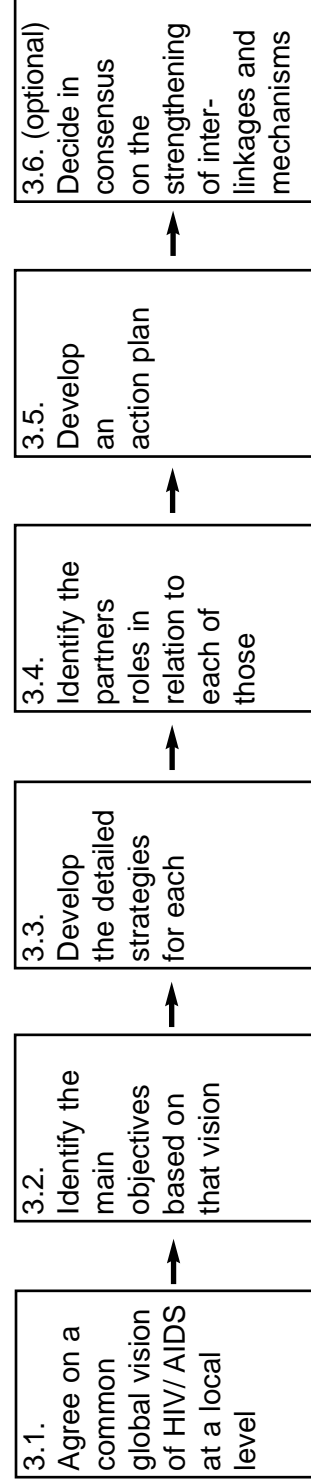 3.1.
Agree on a
common
global vision
of HIV/ AIDS
at a local
level
3.2.
Identify the
main
objectives
based on
that vision
3.3.
Develop
the detailed
strategies
for each
3.4.
Identify the
partners
roles in
relation to
each of
those
3.5.
Develop
an
action plan
3.6. (optional)
Decide in
consensus
on the
strengthening
of inter-
linkages and
mechanisms